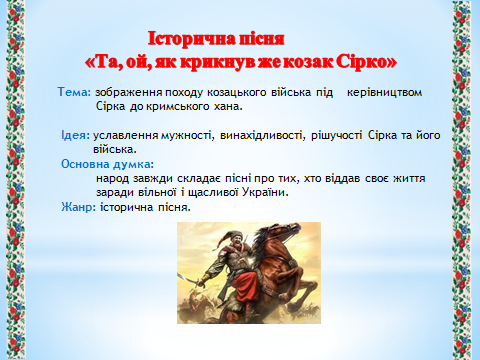 Історична пісня
«Та, ой, як крикнув же козак Сірко»
Тема: зображення походу козацького війська під керівництвом
Сірка до кримського хана.
Ідея: уславлення мужності, винахідливості, рішучості Сірка та його
війська.
Основна думка:
народ завжди складає пісні про тих, хто віддав своє життя
заради вільної і щасливої України.
Жанр: історична пісня.